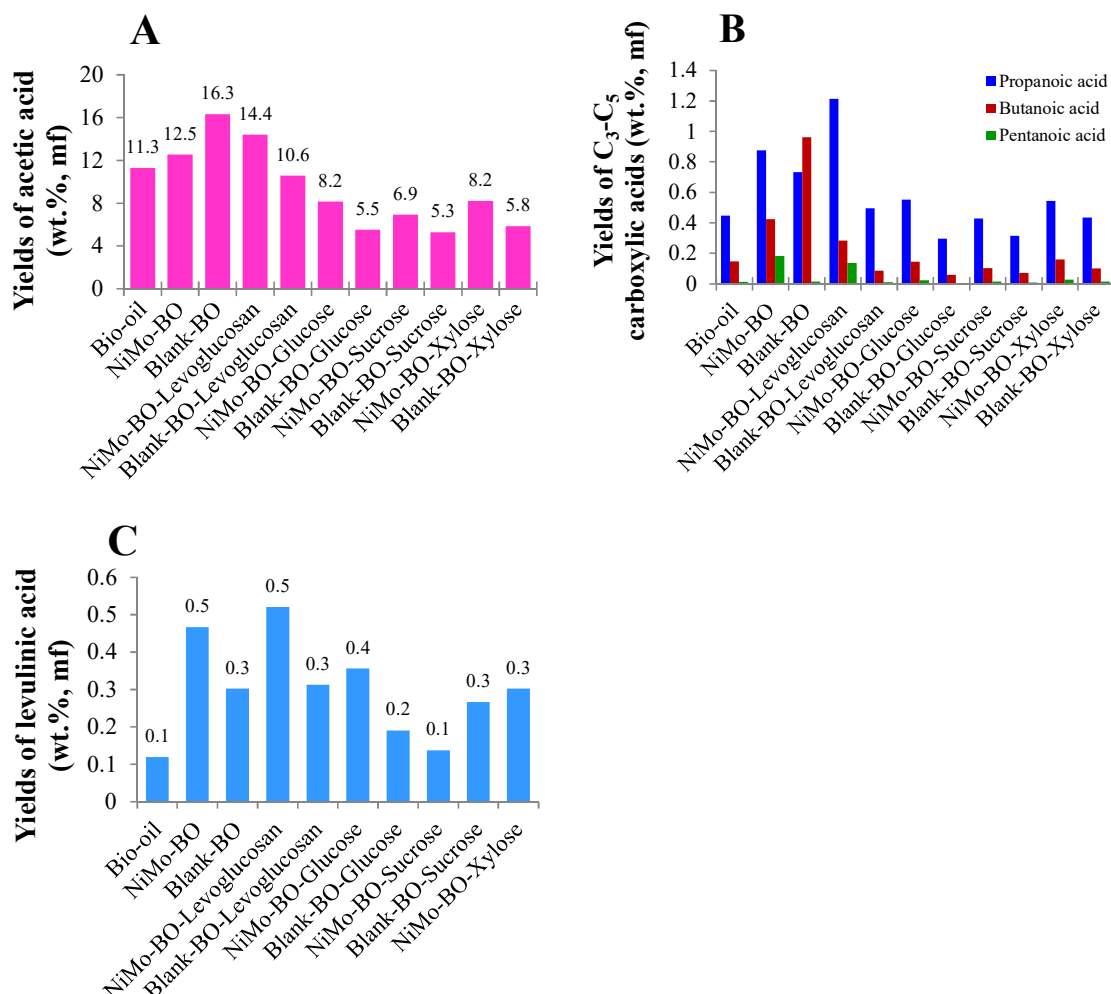 A
Yields of acetic acid
(wt.%, mf)
20
16
12
8
4
0
11.3
12.5
16.3
14.4
10.6
8.2
5.5
6.9
5.3
8.2
5.8
Bio-oil
NiMo-BO
Blank-BO
NiMo-BO-Levoglucosan
Blank-BO-Levoglucosan
NiMo-BO-Glucose
Blank-BO-Glucose
NiMo-BO-Sucrose
Blank-BO-Sucrose
NiMo-BO-Xylose
Blank-BO-Xylose
B
Yields of C₃-C₅
carboxylic acids (wt.%, mf)
1.4
1.2
1
0.8
0.6
0.4
0.2
0
Propanoic acid
Butanoic acid
Pentanoic acid
Bio-oil
NiMo-BO
Blank-BO
NiMo-BO-Levoglucosan
Blank-BO-Levoglucosan
NiMo-BO-Glucose
Blank-BO-Glucose
NiMo-BO-Sucrose
Blank-BO-Sucrose
NiMo-BO-Xylose
Blank-BO-Xylose
C
Yields of levulinic acid
(wt.%, mf)
0.6
0.5
0.4
0.3
0.2
0.1
0
0.1
0.5
0.3
0.5
0.3
0.4
0.2
0.1
0.3
0.3
Bio-oil
NiMo-BO
Blank-BO
NiMo-BO-Levoglucosan
Blank-BO-Levoglucosan
NiMo-BO-Glucose
Blank-BO-Glucose
NiMo-BO-Sucrose
Blank-BO-Sucrose
NiMo-BO-Xylose